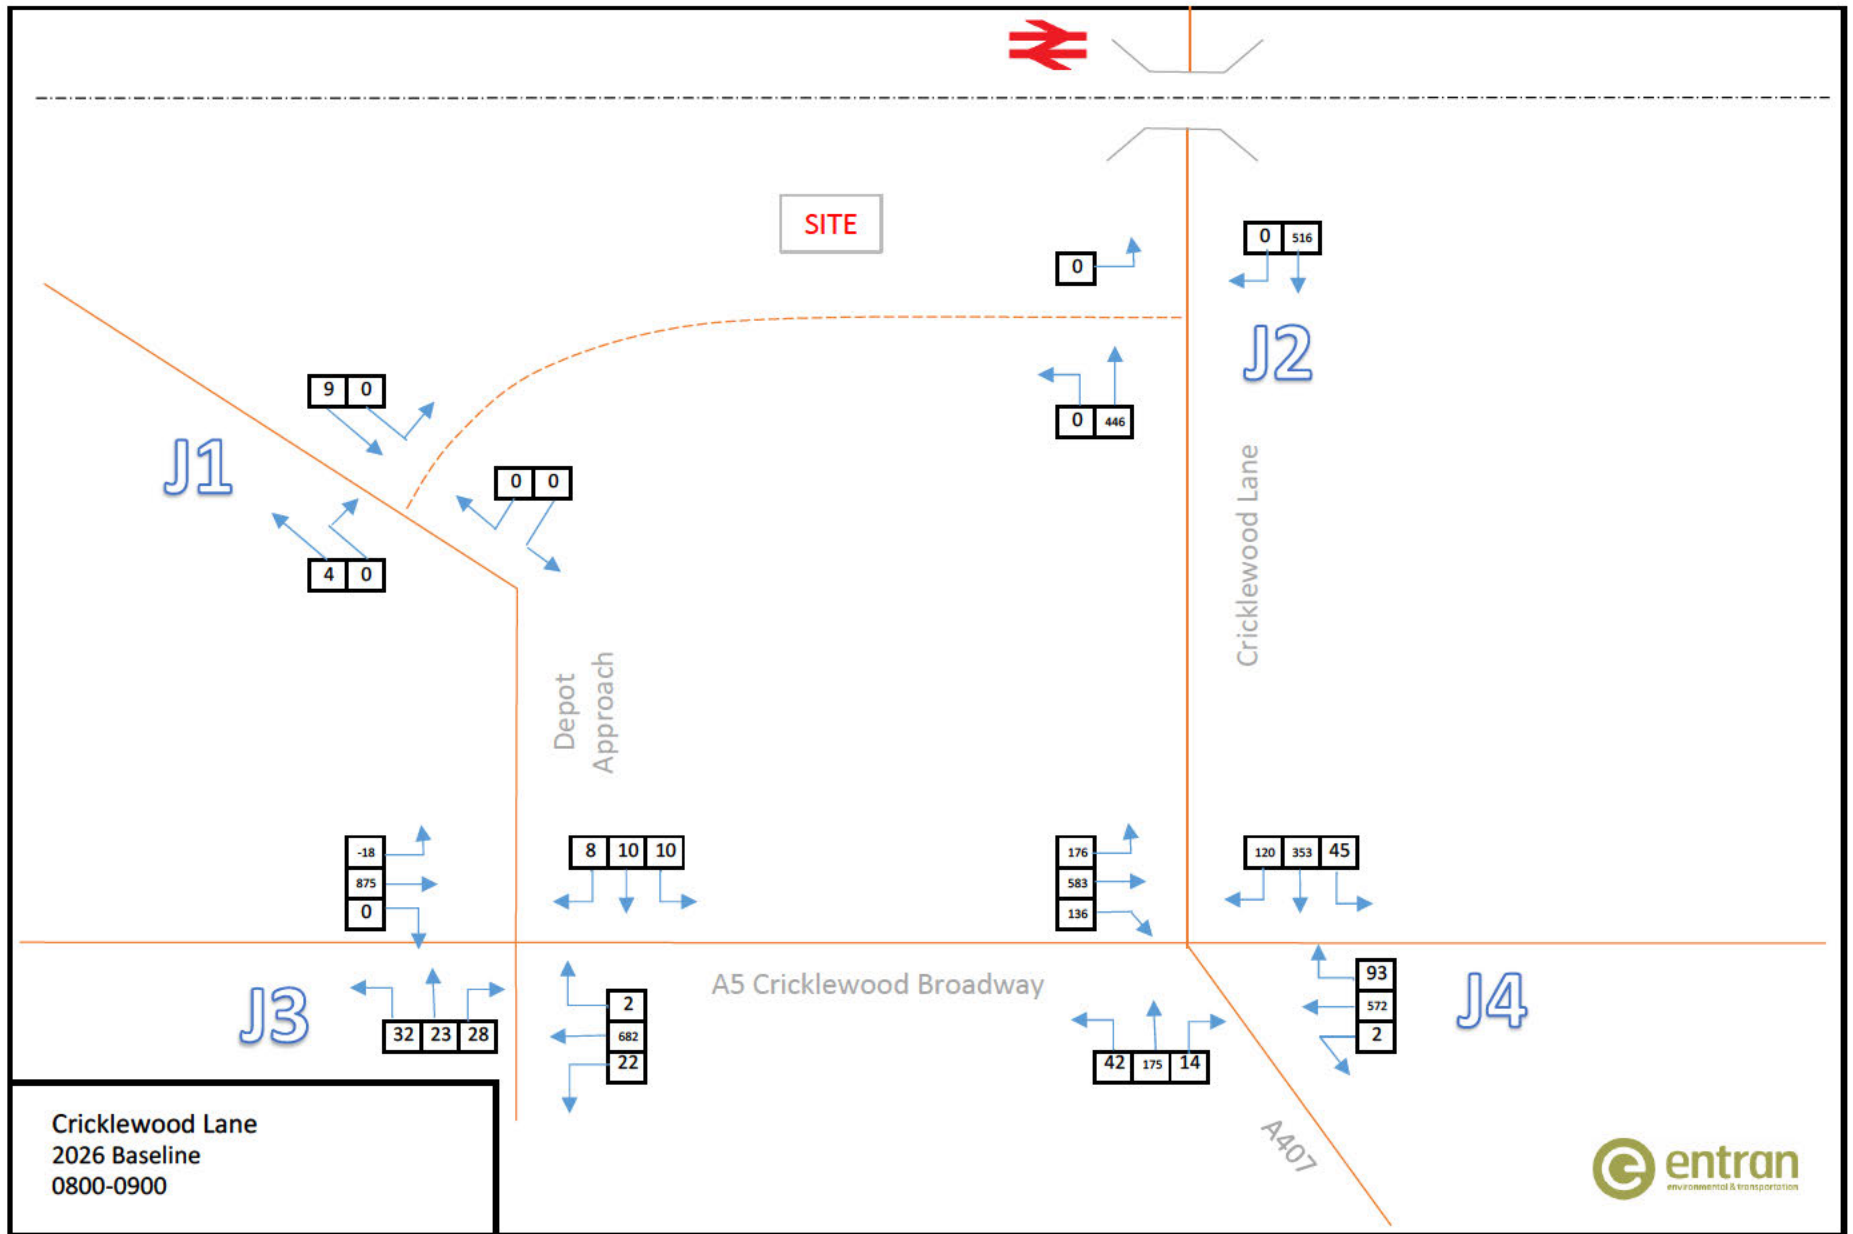 SITE
0 516
0
J2
0 446
9 0
J1
0 0
4 0
Cricklewood Lane
Depot
Approach
-18
875
0
8 10 10
176
583
136
120 353 45
A5 Cricklewood Broadway
J3
32 23 28
2
682
22
42 175 14
93
572
2
J4
A407
Cricklewood Lane
2026 Baseline
0800-0900
e entran
environmental & transportation